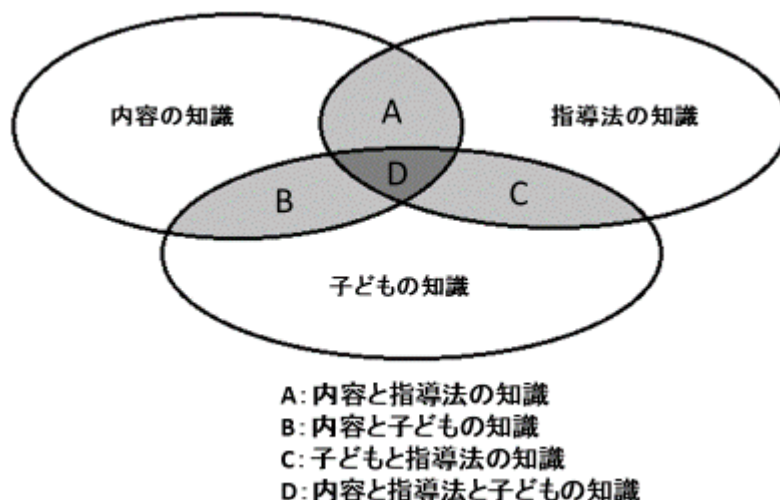 内容の知識
指導法の知識
A
B
C
D
子どもの知識
A:内容と指導法の知識
B:内容と子どもの知識
C:子どもと指導法の知識
D:内容と指導法と子どもの知識